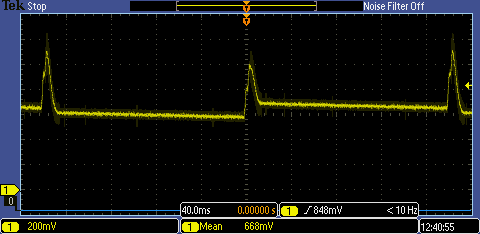 Tek Stop Noise Filter Off
T
T
1
0
40.0ms 0.00000 s 1 848mV < 10 Hz
1 200mV 1 Mean 668mV 12:40:55